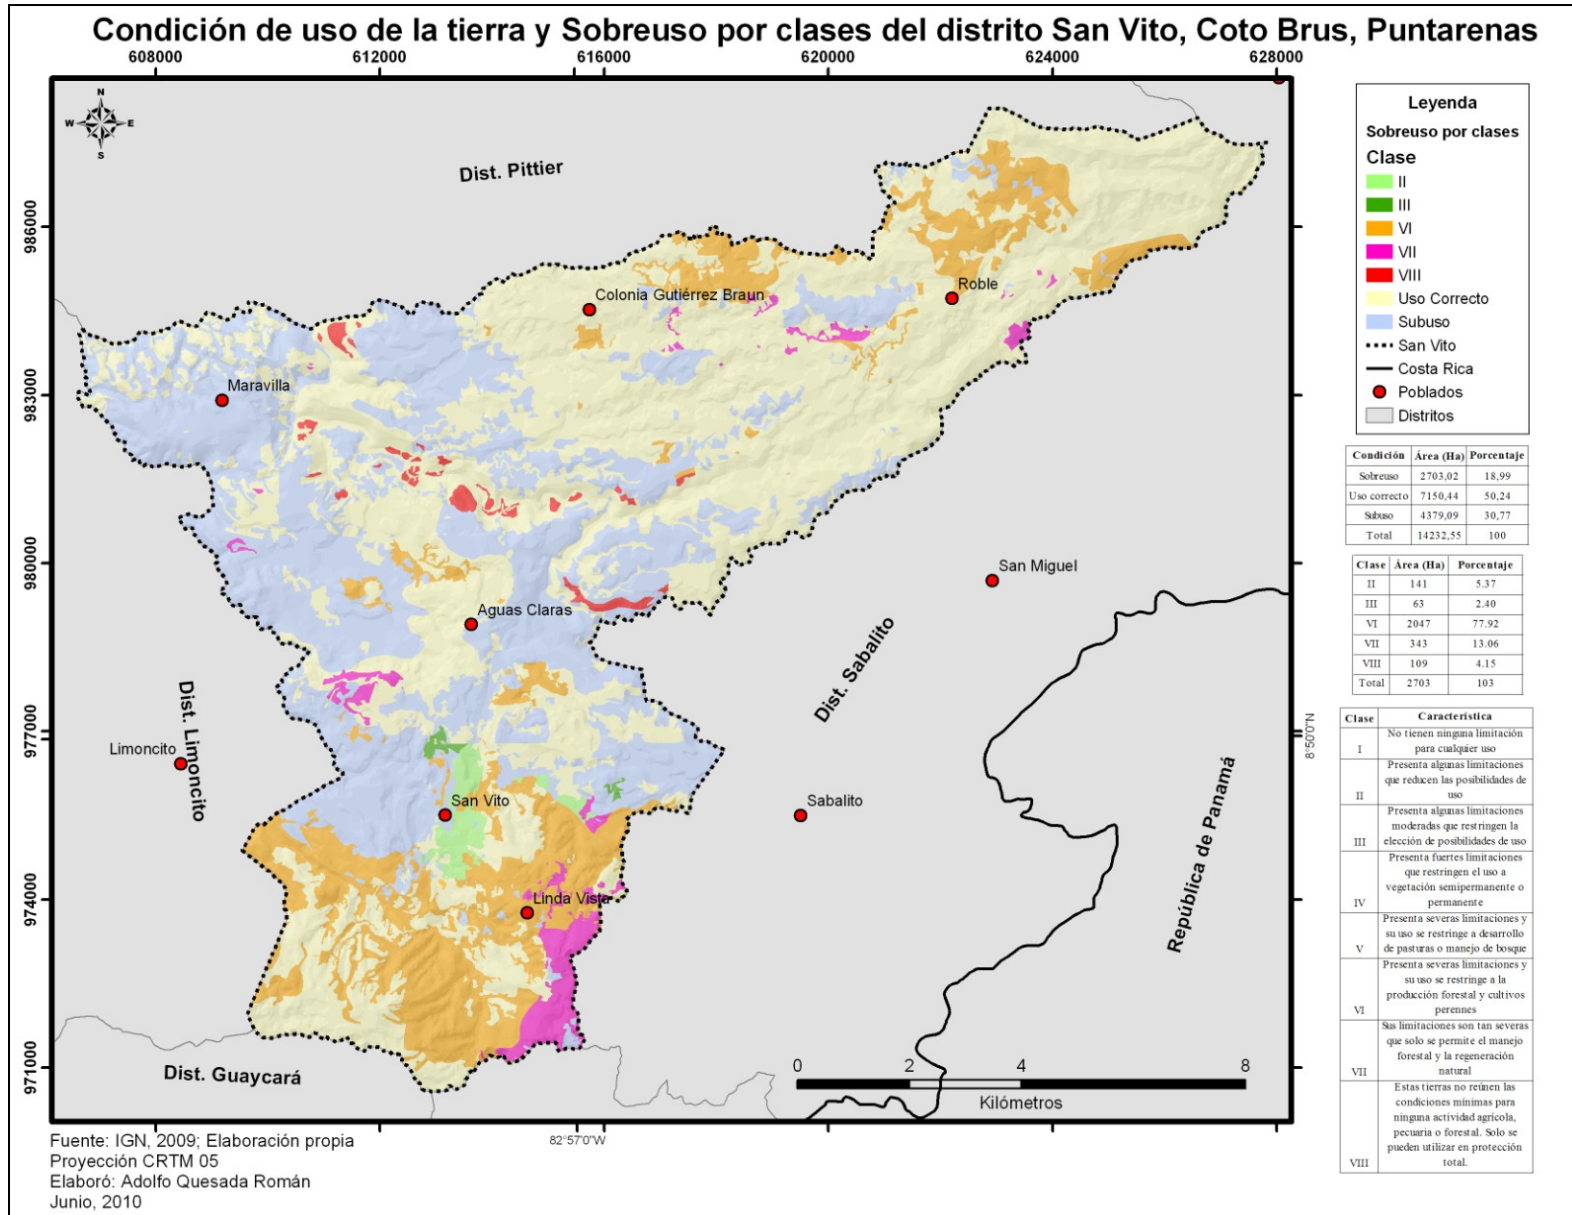 Condición de uso de la tierra y Sobreuso por clases del distrito San Vito, Coto Brus, Puntarenas
608000 612000 616000 620000 624000 628000
N
W E
S
986000
983000
980000
977000
974000
971000
Dist. Pittier
Colonia Gutiérrez Braun
Roble
Maravilla
Aguas Claras
San Miguel
Dist. Sabalito
Dist. Limoncito
Limoncito
San Vito
Sabalito
República de Panamá
Linda Vista
Dist. Guaycará
8°50'0"N
82°57'0"W
0 2 4 8
Kilómetros
Leyenda
Sobreuso por clases
Clase
II
III
VI
VII
VIII
Uso Correcto
Subuso
San Vito
Costa Rica
Poblados
Distritos
Condición Área (Ha) Porcentaje
Sobreuso 2703,02 18,99
Uso correcto 7150,44 50,24
Subuso 4379,09 30,77
Total 14232,55 100
Clase Área (Ha) Porcentaje
II 141 5.37
III 63 2.40
VI 2047 77.92
VII 343 13.06
VIII 109 4.15
Total 2703 103
Clase Característica
No tienen ninguna limitación
I para cualquier uso
Presenta algunas limitaciones
que reducen las posibilidades de
II uso
Presenta algunas limitaciones
moderadas que restringen la
III elección de posibilidades de uso
Presenta fuertes limitaciones
que restringen el uso a
vegetación semipermanente o
IV permanente
Presenta severas limitaciones y
su uso se restringe a desarrollo
V de pasturas o manejo de bosque
Presenta severas limitaciones y
su uso se restringe a la
producción forestal y cultivos
VI perennes
Sus limitaciones son tan severas
que solo se permite el manejo
forestal y la regeneración
VII natural
Estas tierras no reúnen las
condiciones mínimas para
ninguna actividad agrícola,
pecuaria o forestal. Solo se
pueden utilizar en protección
VIII total.
Fuente: IGN, 2009; Elaboración propia
Proyección CRTM 05
Elaboró: Adolfo Quesada Román
Junio, 2010